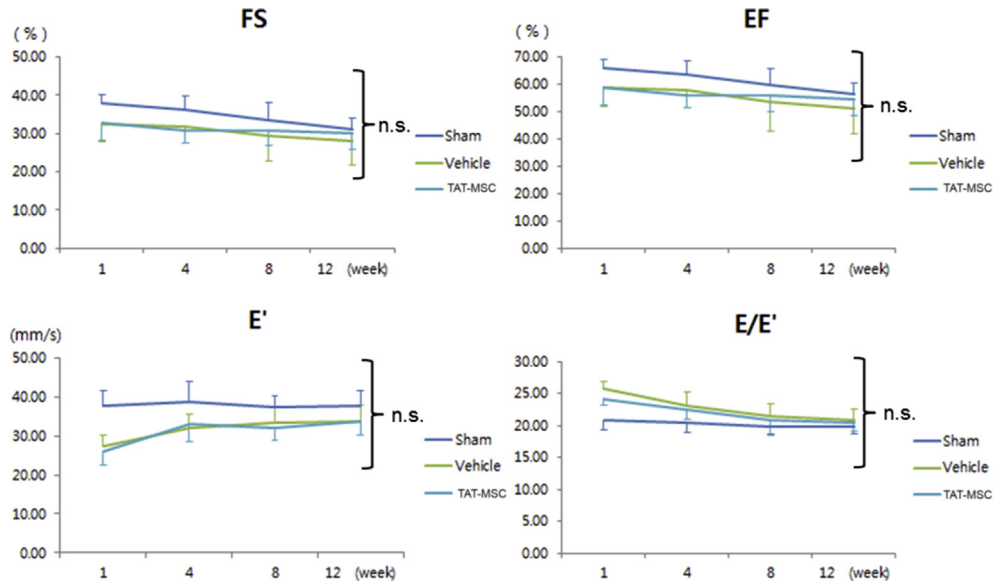 FS
( % )
50.00
40.00
30.00
20.00
10.00
0.00
1 4 8 12 (week)
n.s.
Sham
Vehicle
TAT-MSC
EF
( % )
70.00
60.00
50.00
40.00
30.00
20.00
10.00
0.00
1 4 8 12 (week)
n.s.
Sham
Vehicle
TAT-MSC
E'
(mm/s)
50.00
40.00
30.00
20.00
10.00
0.00
1 4 8 12 (week)
n.s.
Sham
Vehicle
TAT-MSC
E/E'
30.00
25.00
20.00
15.00
10.00
5.00
0.00
1 4 8 12 (week)
n.s.
Sham
Vehicle
TAT-MSC